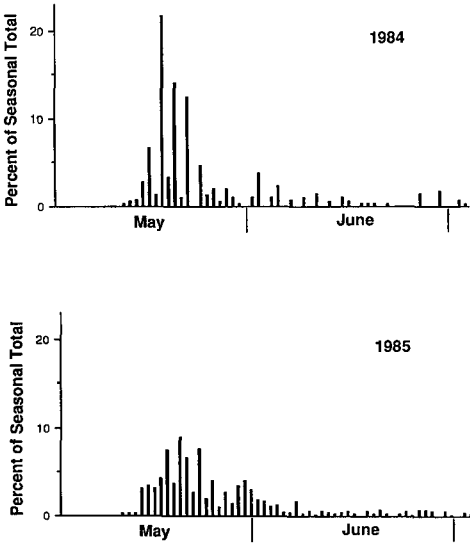 Percent of Seasonal Total
20
10
0
1984
May
June
Percent of Seasonal Total
20
10
0
1985
May
June